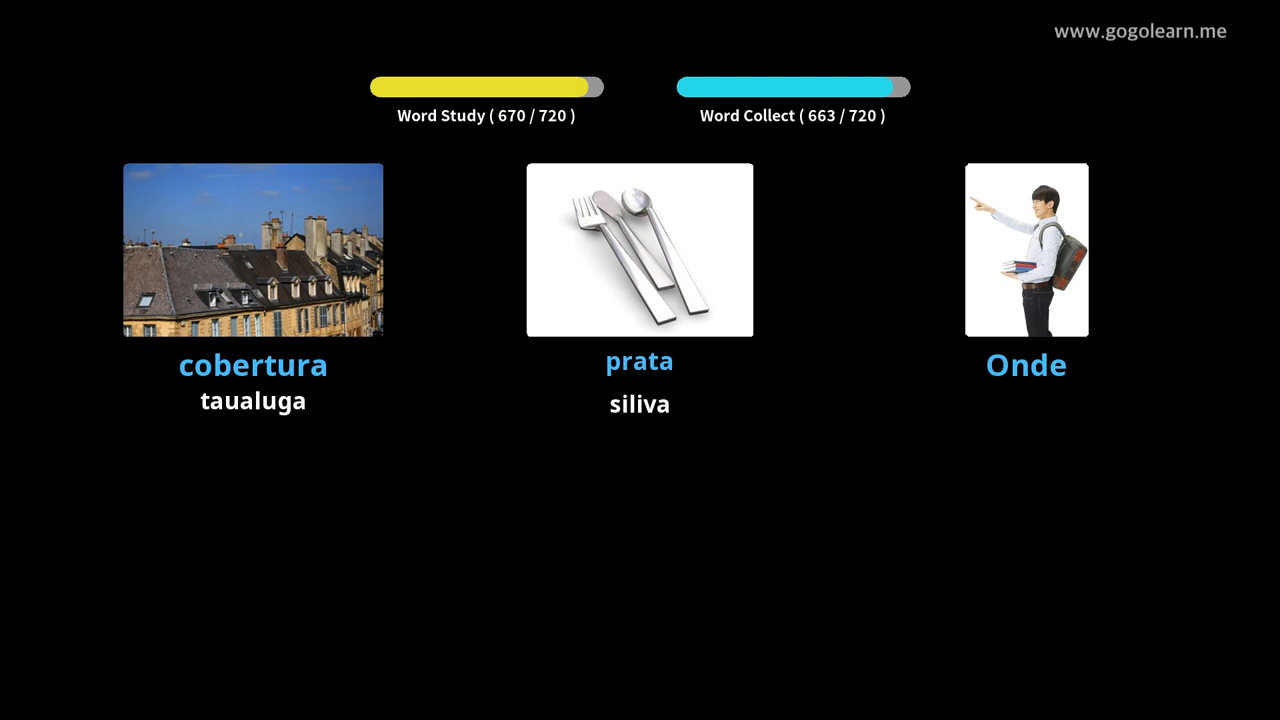 www.gogolearn.me
Word Study ( 670 / 720 )
Word Collect ( 663 / 720 )
cobertura
taualuga
prata
siliva
Onde